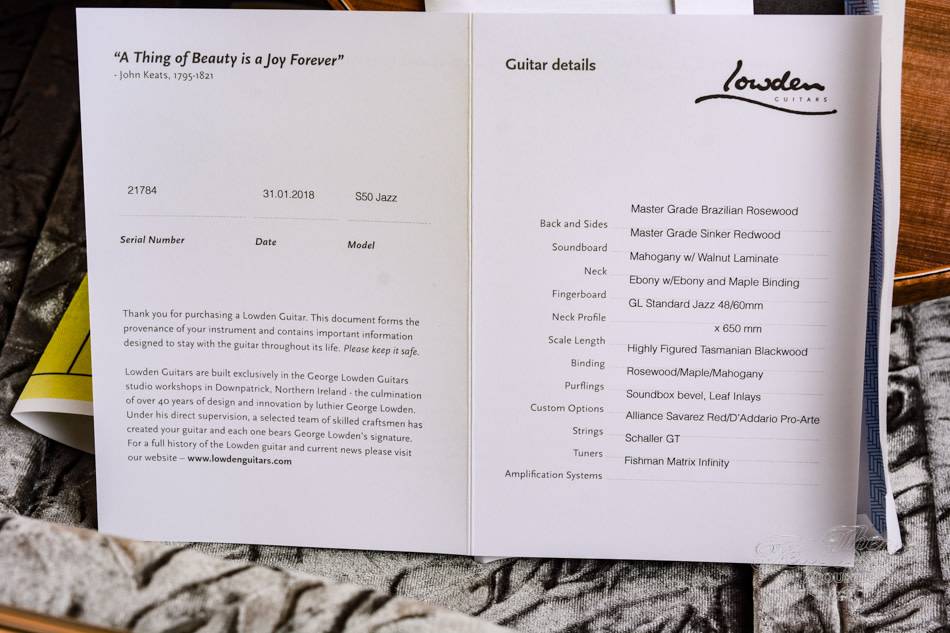 “A Thing of Beauty is a Joy Forever”
- John Keats, 1795-1821
21784
31.01.2018
S50 Jazz
Serial Number
Date
Model
Thank you for purchasing a Lowden Guitar. This document forms the
provenance of your instrument and contains important information
designed to stay with the guitar throughout its life. Please keep it safe.
Lowden Guitars are built exclusively in the George Lowden Guitars
studio workshops in Downpatrick, Northern Ireland - the culmination
of over 40 years of design and innovation by luthier George Lowden.
Under his direct supervision, a selected team of skilled craftsmen has
created your guitar and each one bears George Lowden's signature.
For a full history of the Lowden guitar and current news please visit
our website – www.lowdenguitars.com
Guitar details
lowden
GUITARS
Master Grade Brazilian Rosewood
Back and Sides
Master Grade Sinker Redwood
Soundboard
Mahogany w/ Walnut Laminate
Neck
Ebony w/Ebony and Maple Binding
Fingerboard
GL Standard Jazz 48/60mm
Neck Profile
x 650 mm
Scale Length
Highly Figured Tasmanian Blackwood
Binding
Rosewood/Maple/Mahogany
Purflings
Soundbox bevel, Leaf Inlays
Custom Options
Alliance Savarez Red/D'Addario Pro-Arte
Strings
Schaller GT
Tuners
Fishman Matrix Infinity
Amplification Systems